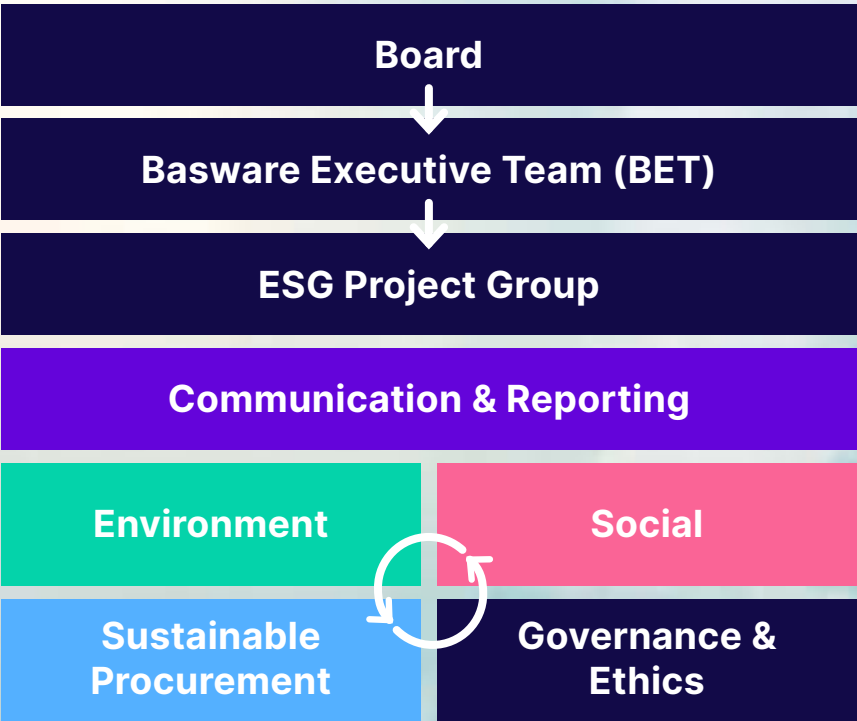 Board
Basware Executive Team (BET)
ESG Project Group
Communication & Reporting
Environment
Social
Sustainable
Procurement
Governance &
Ethics